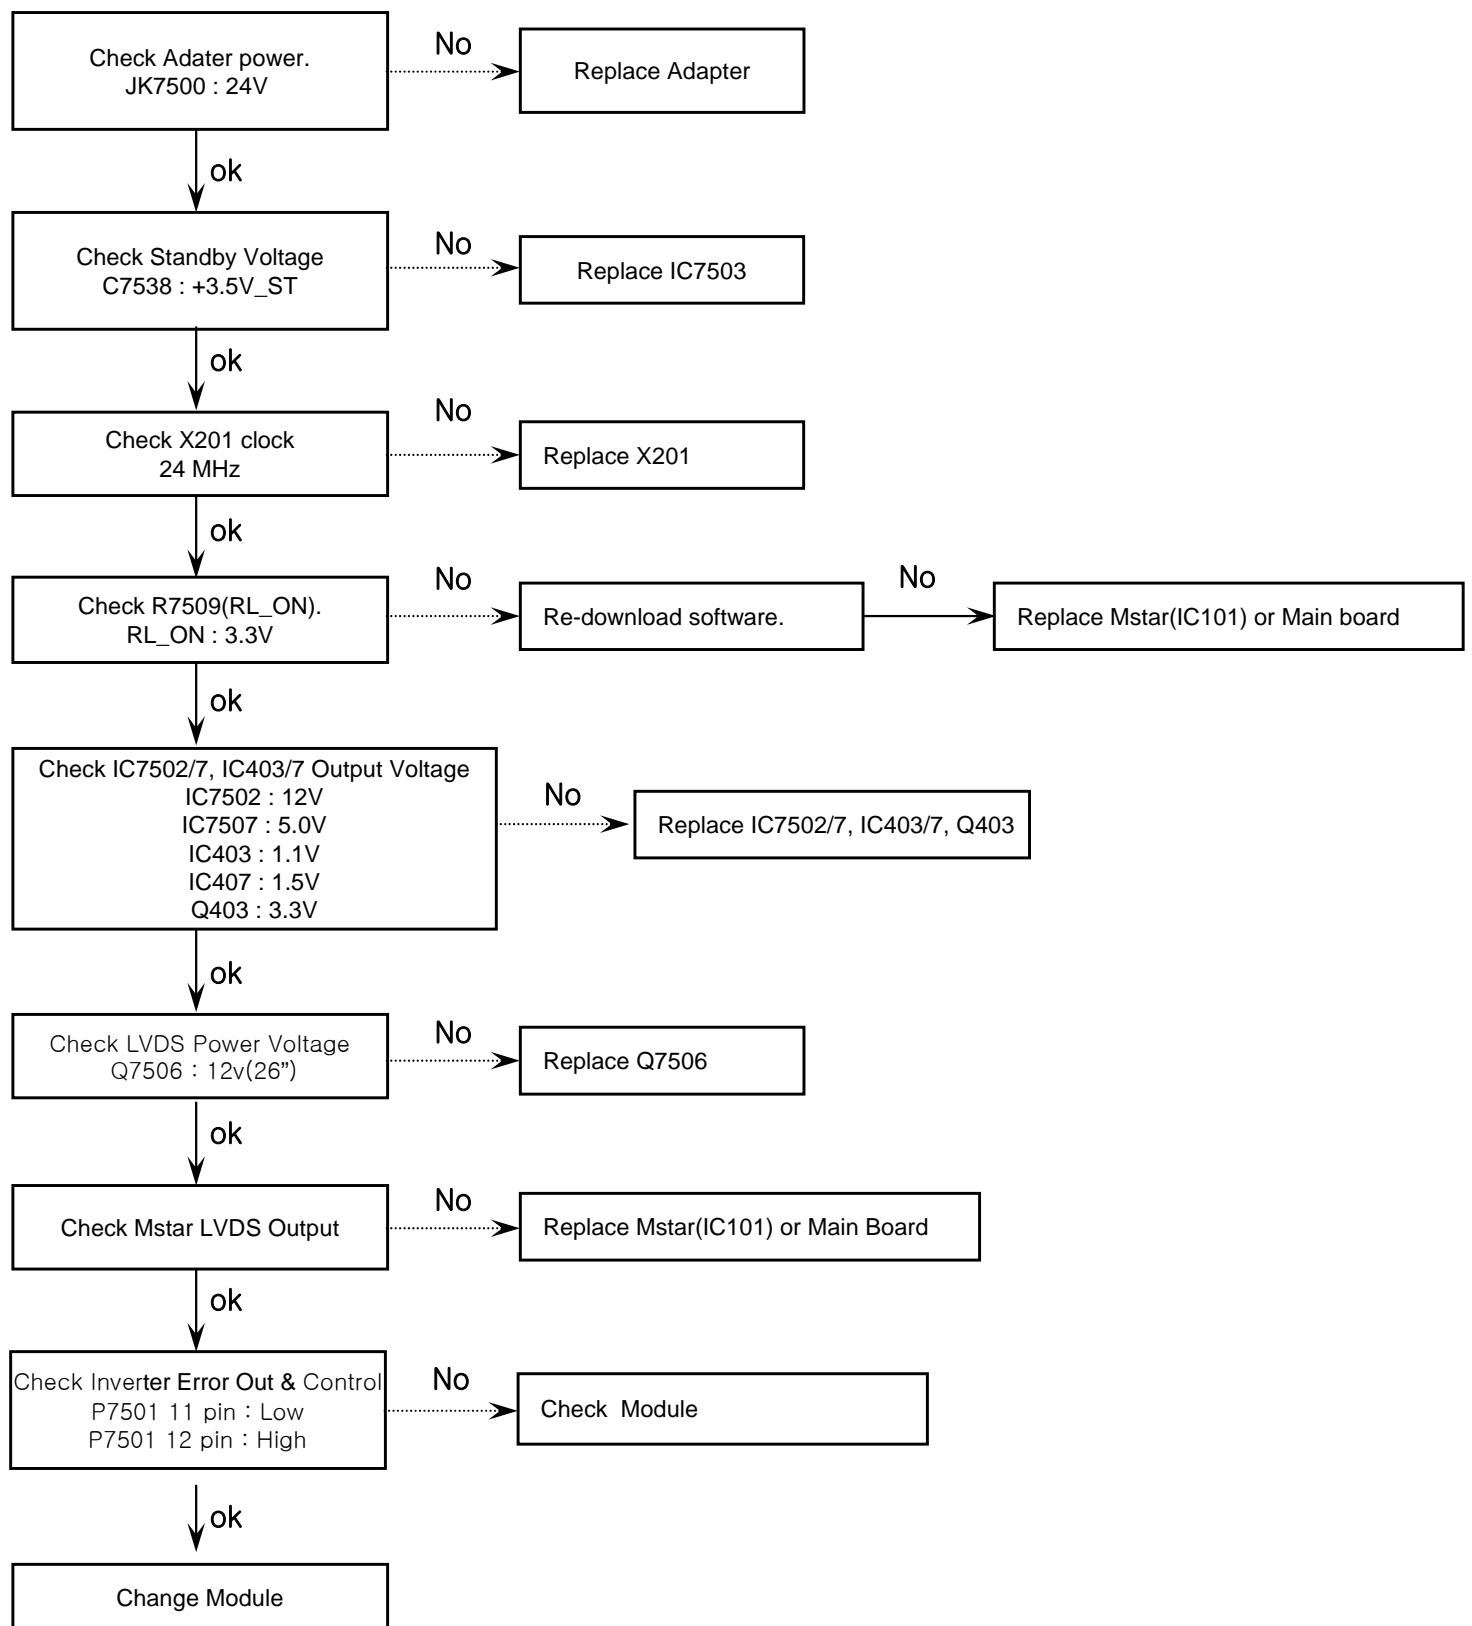 Check Adater power.
JK7500 : 24V
No
Replace Adapter
ok
Check Standby Voltage
C7538 : +3.5V_ST
No
Replace IC7503
ok
Check X201 clock
24 MHz
No
Replace X201
ok
Check R7509(RL_ON).
RL_ON : 3.3V
No
Re-download software.
No
Replace Mstar(IC101) or Main board
ok
Check IC7502/7, IC403/7 Output Voltage
IC7502 : 12V
IC7507 : 5.0V
IC403 : 1.1V
IC407 : 1.5V
Q403 : 3.3V
No
Replace IC7502/7, IC403/7, Q403
ok
Check LVDS Power Voltage
Q7506 : 12v(26”)
No
Replace Q7506
ok
Check Mstar LVDS Output
No
Replace Mstar(IC101) or Main Board
ok
Check Inverter Error Out & Control
P7501 11 pin : Low
P7501 12 pin : High
No
Check Module
ok
Change Module